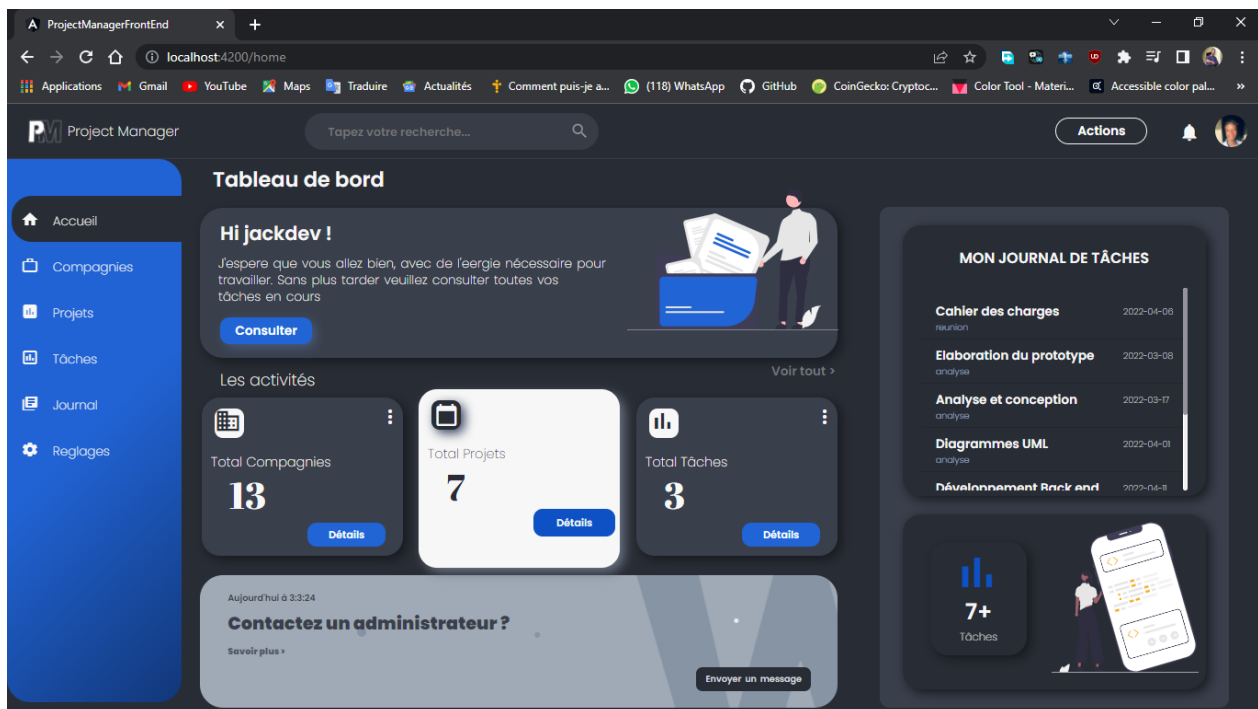 ProjectManagerFrontEnd
localhost:4200/home
Applications Gmail YouTube Maps Traduire Actualités Comment puis-je a... (118) WhatsApp GitHub CoinGecko: Cryptoc... Color Tool - Materi... Accessible color pal... »
PM Project Manager
Tapez votre recherche...
Actions
Accueil
Compagnies
Projets
Tâches
Journal
Reglages
Tableau de bord
Hi jackdev !
J'espere que vous allez bien, avec de l'eergie nécessaire pour
travailler. Sans plus tarder veuillez consulter toutes vos
tâches en cours
Consulter
Les activités
Voir tout >
Total Compagnies
13
Détails
Total Projets
7
Détails
Total Tâches
3
Détails
Aujourd'hui à 3:3:24
Contactez un administrateur ?
Savoir plus >
Envoyer un message
MON JOURNAL DE TÂCHES
Cahier des charges 2022-04-06
reunion
Elaboration du prototype 2022-03-08
analyse
Analyse et conception 2022-03-17
analyse
Diagrammes UML 2022-04-01
analyse
Développement Back end 2022-04-11
7+
Tâches